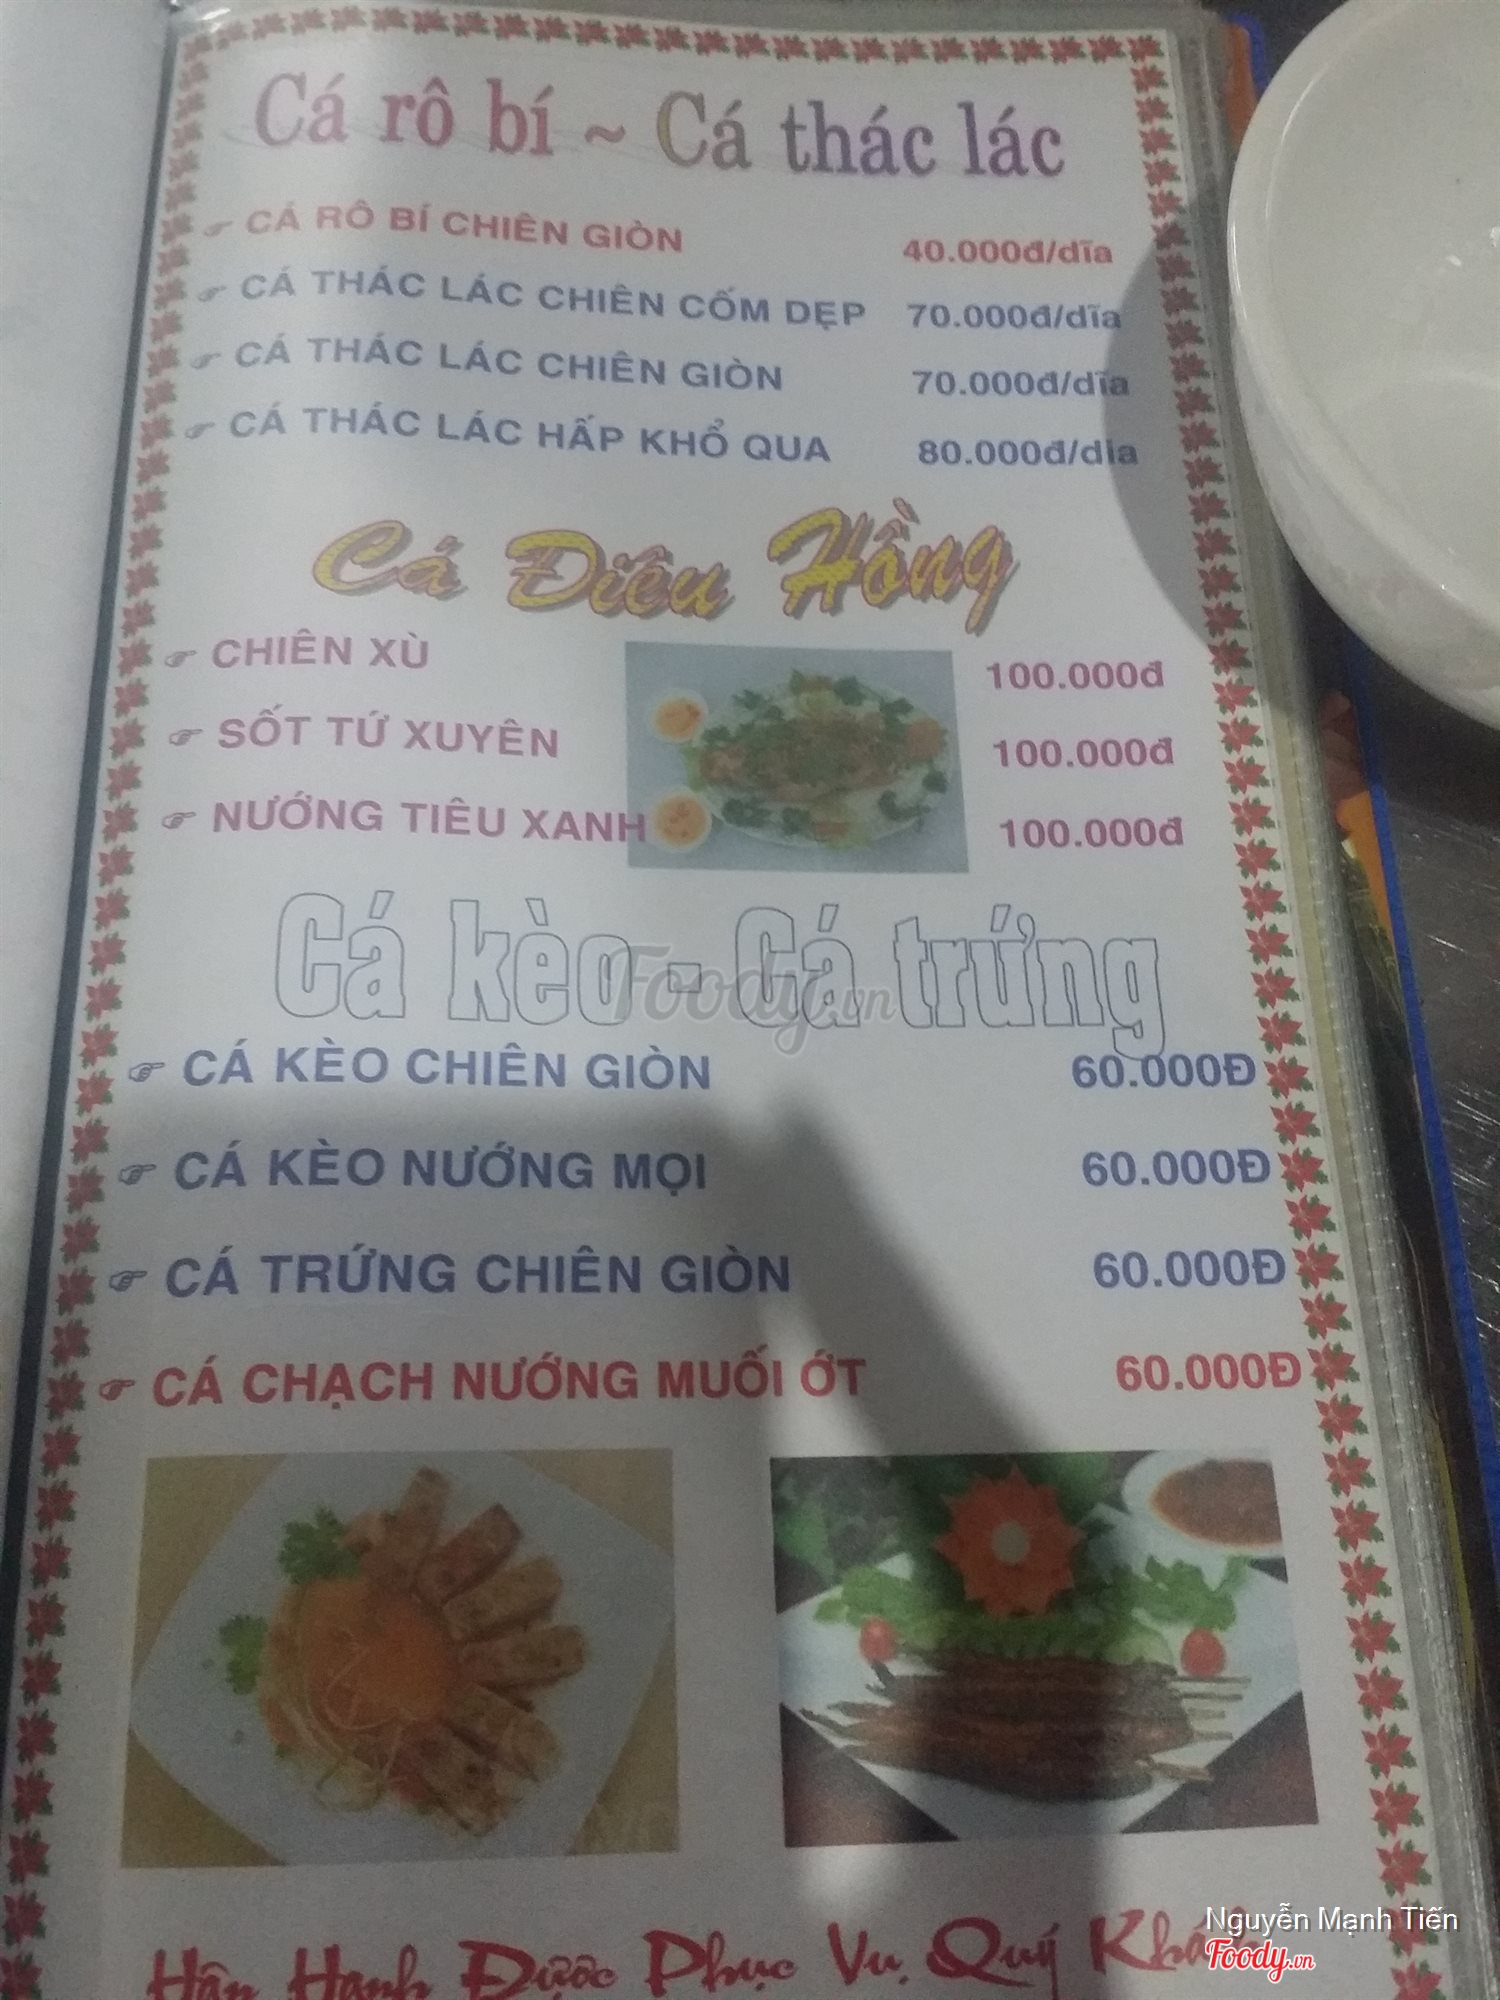 Cá rô bí ~ Cá thác lác
CÁ RÔ BÍ CHIÊN GIÒN 40.000đ/dĩa
CÁ THÁC LÁC CHIÊN CỐM DẸP 70.000đ/dĩa
CÁ THÁC LÁC CHIÊN GIÒN 70.000đ/dĩa
CÁ THÁC LÁC HẤP KHỔ QUA 80.000đ/dĩa
Cá Diêu Hồng
CHIÊN XÙ 100.000đ
SỐT TỨ XUYÊN 100.000đ
NƯỚNG TIÊU XANH 100.000đ
Cá kèo - Cá trứng
Foody.vn
CÁ KÈO CHIÊN GIÒN 60.000Đ
CÁ KÈO NƯỚNG MỌI 60.000Đ
CÁ TRỨNG CHIÊN GIÒN 60.000Đ
CÁ CHẠCH NƯỚNG MUỐI ỚT 60.000Đ
Hân Hạnh Được Phục Vụ Quý Khách
Nguyễn Mạnh Tiến
Foody.vn